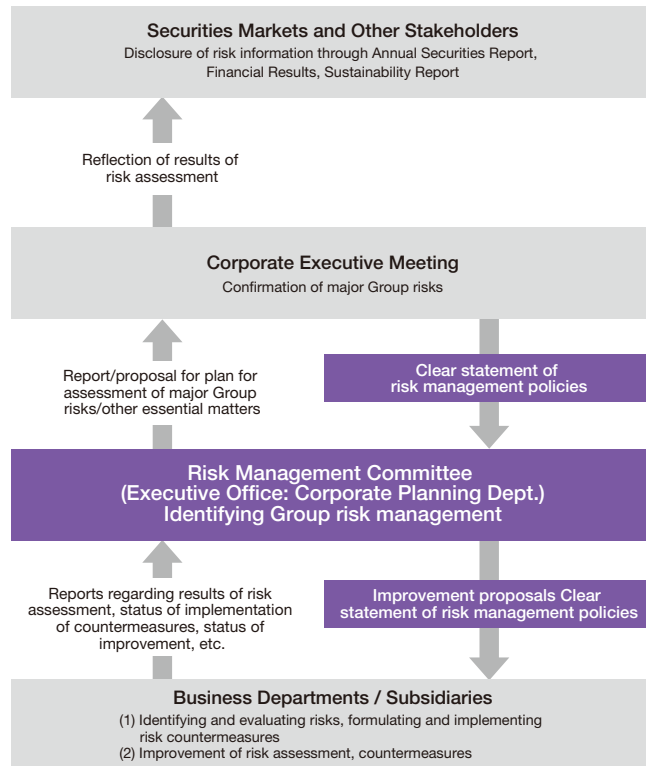 Securities Markets and Other Stakeholders
Disclosure of risk information through Annual Securities Report,
Financial Results, Sustainability Report
Reflection of results of
risk assessment
Corporate Executive Meeting
Confirmation of major Group risks
Report/proposal for plan for
assessment of major Group
risks/other essential matters
Clear statement of
risk management policies
Risk Management Committee
(Executive Office: Corporate Planning Dept.)
Identifying Group risk management
Reports regarding results of risk
assessment, status of implementation
of countermeasures, status of
improvement, etc.
Improvement proposals Clear
statement of risk management policies
Business Departments / Subsidiaries
(1) Identifying and evaluating risks, formulating and implementing
risk countermeasures
(2) Improvement of risk assessment, countermeasures